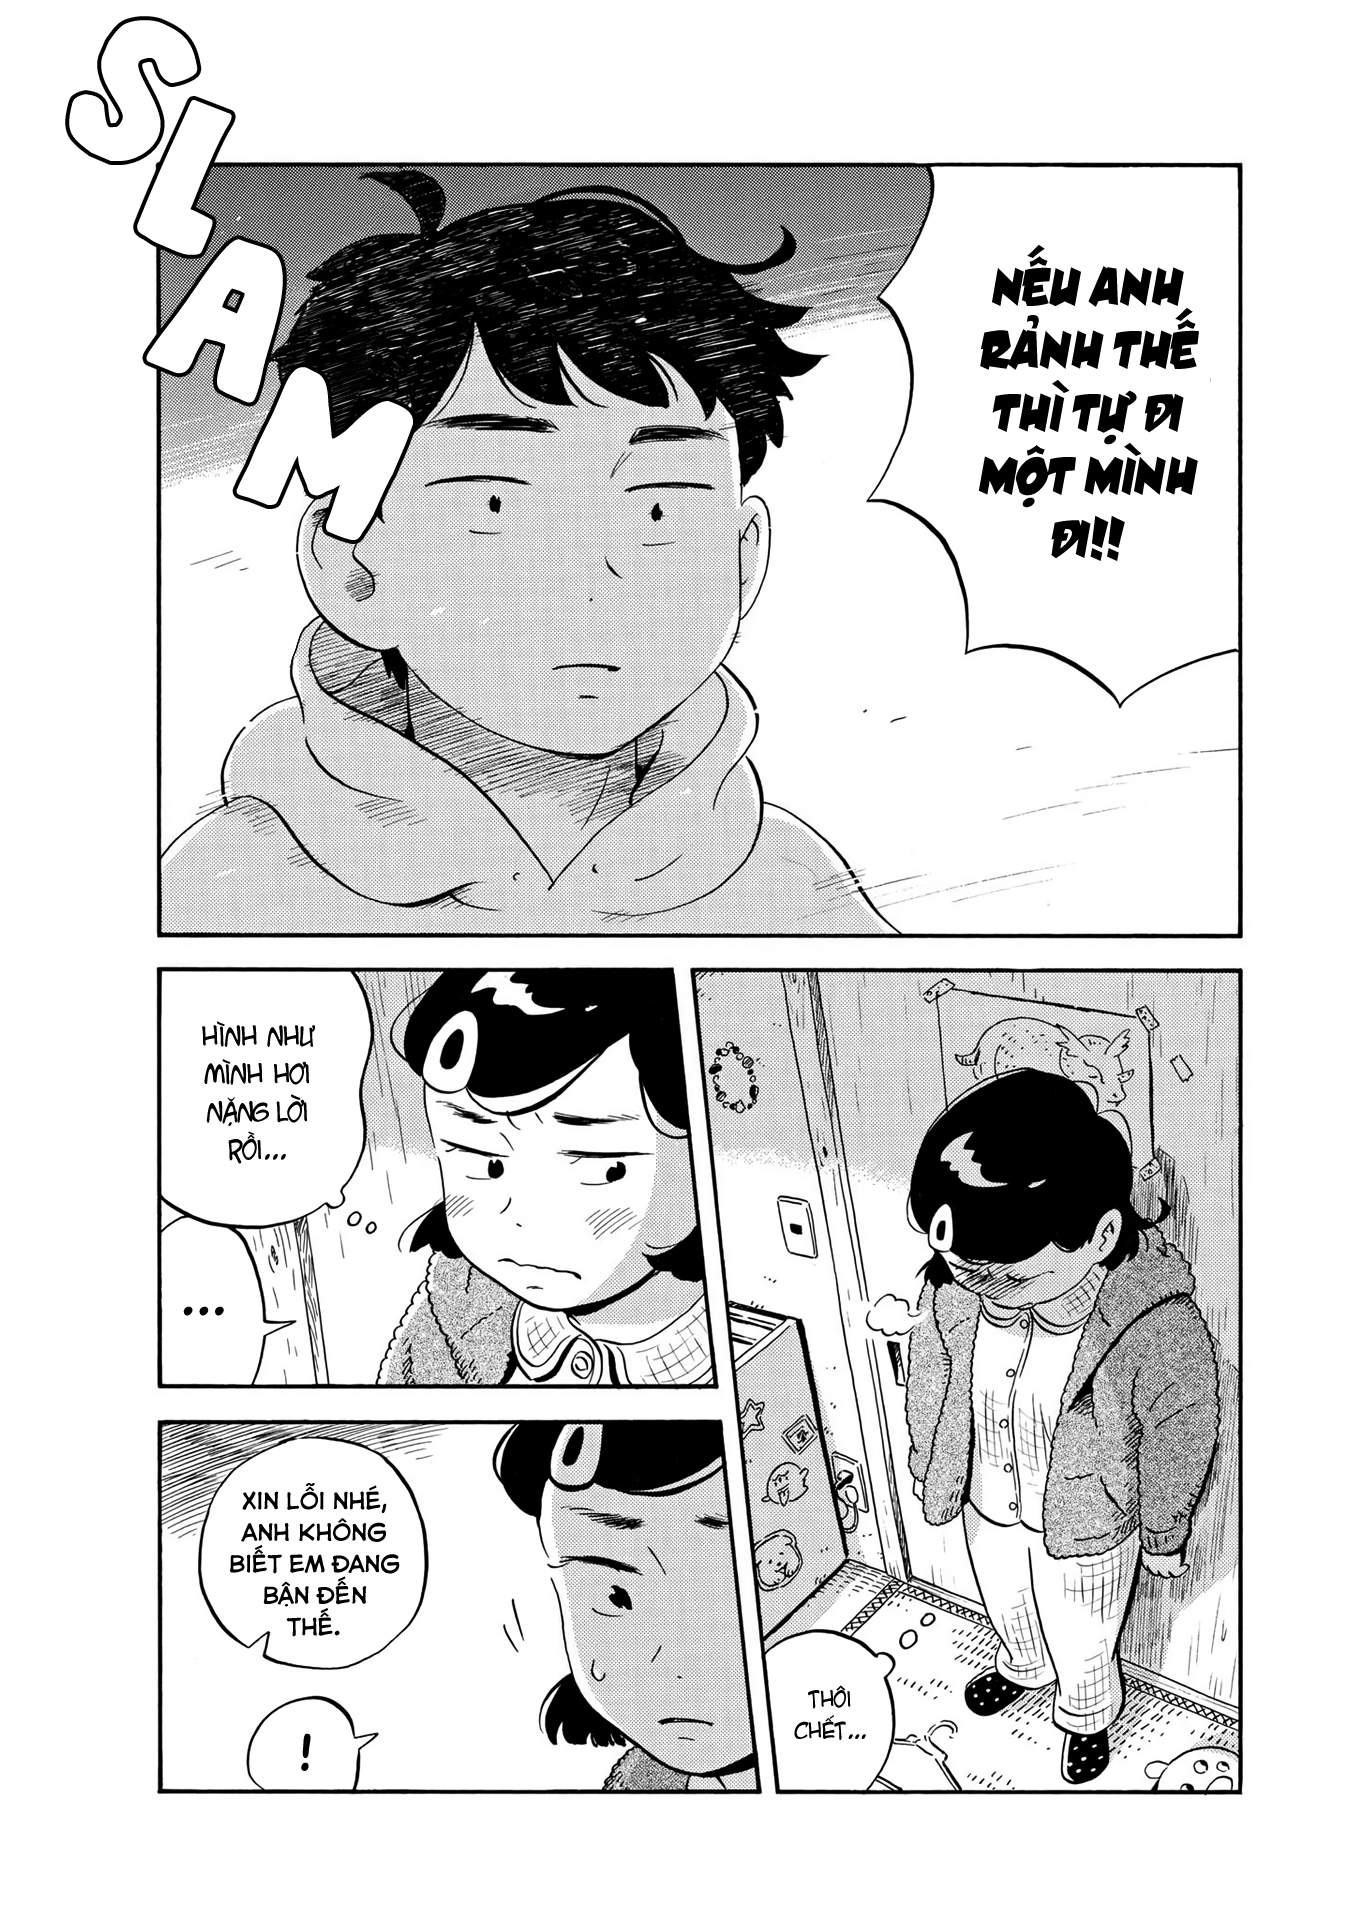 SLAM
NẾU ANH
RẢNH THẾ
THÌ TỰ ĐI
MỘT MÌNH
ĐI!!
THÔI
CHẾT...
HÌNH NHƯ
MÌNH HƠI
NẶNG LỜI
RỒI...
...
XIN LỖI NHÉ,
ANH KHÔNG
BIẾT EM ĐANG
BẬN ĐẾN
THẾ.
!